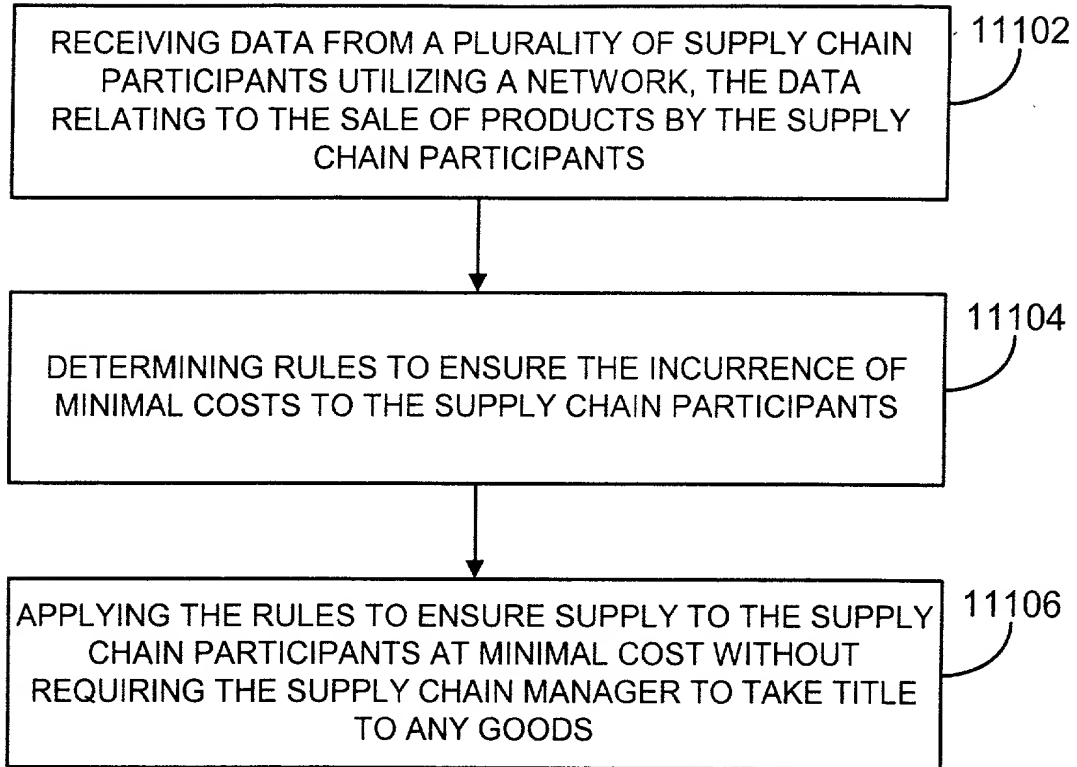 RECEIVING DATA FROM A PLURALITY OF SUPPLY CHAIN
PARTICIPANTS UTILIZING A NETWORK, THE DATA
RELATING TO THE SALE OF PRODUCTS BY THE SUPPLY
CHAIN PARTICIPANTS
11102
DETERMINING RULES TO ENSURE THE INCURRENCE OF
MINIMAL COSTS TO THE SUPPLY CHAIN PARTICIPANTS
11104
APPLYING THE RULES TO ENSURE SUPPLY TO THE SUPPLY
CHAIN PARTICIPANTS AT MINIMAL COST WITHOUT
REQUIRING THE SUPPLY CHAIN MANAGER TO TAKE TITLE
TO ANY GOODS
11106